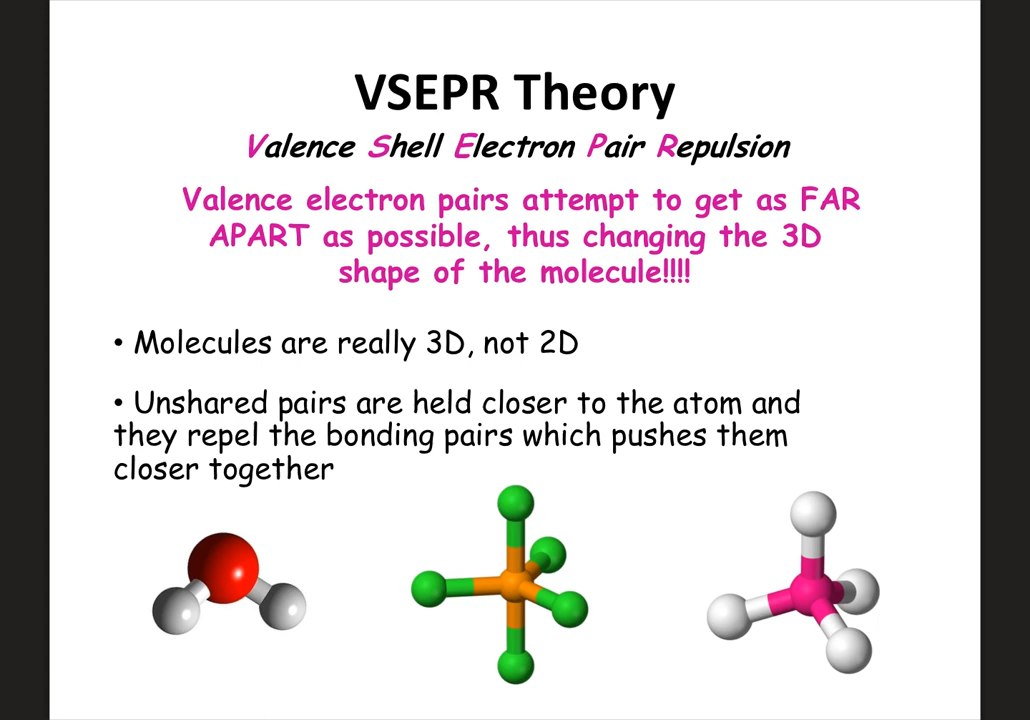 VSEPR Theory
Valence Shell Electron Pair Repulsion
Valence electron pairs attempt to get as FAR
APART as possible, thus changing the 3D
shape of the molecule!!!!
• Molecules are really 3D, not 2D
• Unshared pairs are held closer to the atom and
they repel the bonding pairs which pushes them
closer together